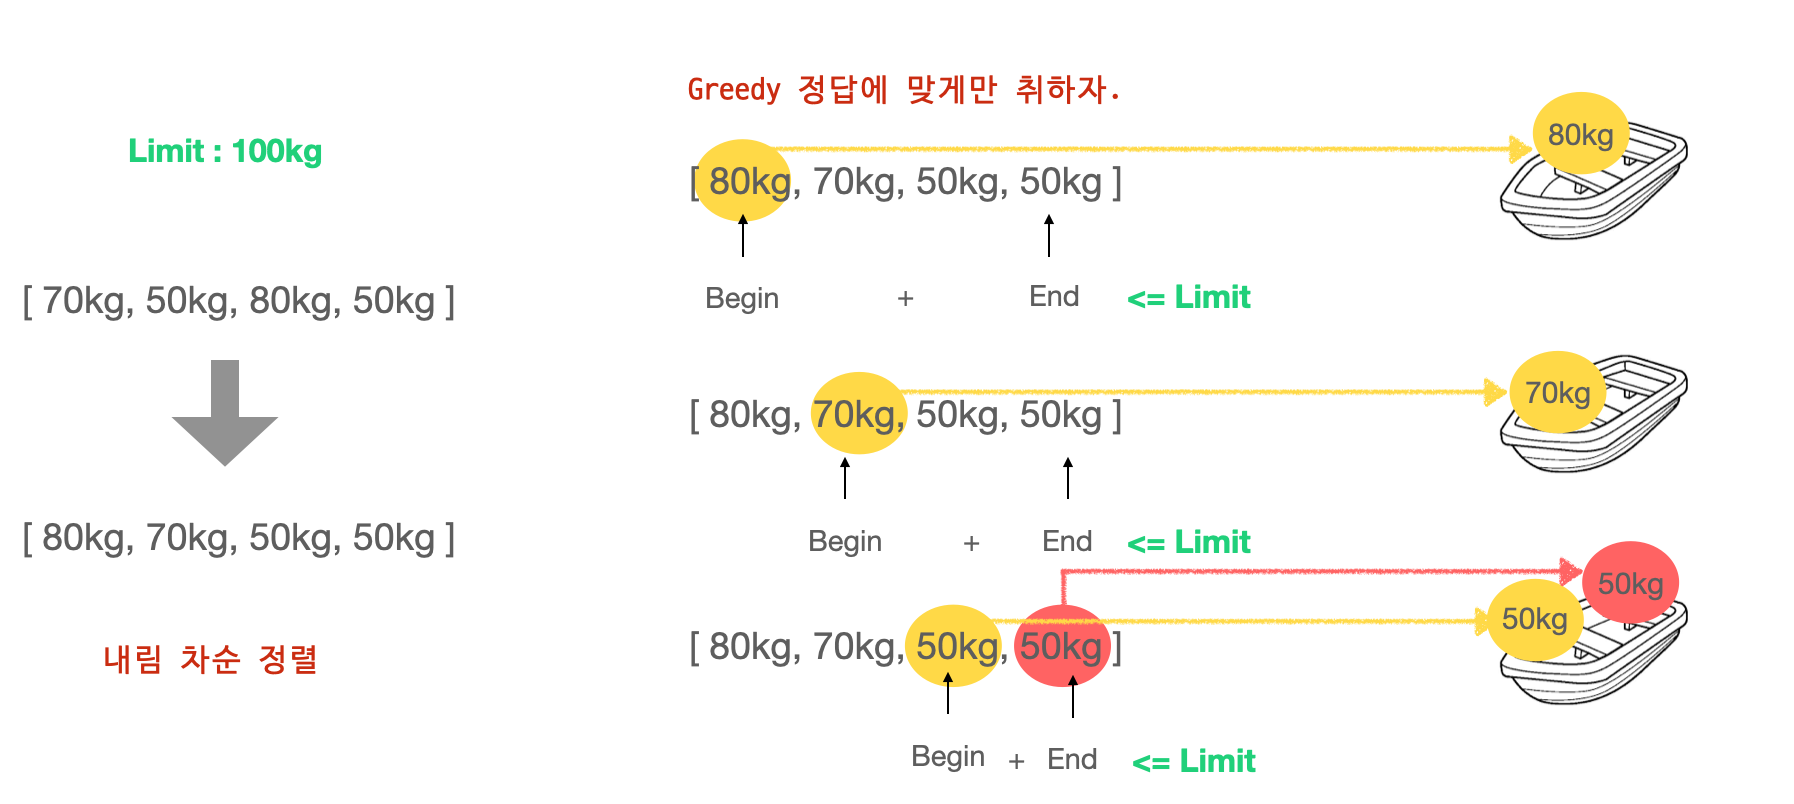 Limit : 100kg
[ 70kg, 50kg, 80kg, 50kg ]
[ 80kg, 70kg, 50kg, 50kg ]
내림 차순 정렬
Greedy 정답에 맞게만 취하자.
80kg
[ 80kg, 70kg, 50kg, 50kg ]
Begin + End <= Limit
70kg
[ 80kg, 70kg, 50kg, 50kg ]
Begin + End <= Limit
50kg
50kg
[ 80kg, 70kg, 50kg, 50kg ]
Begin + End <= Limit